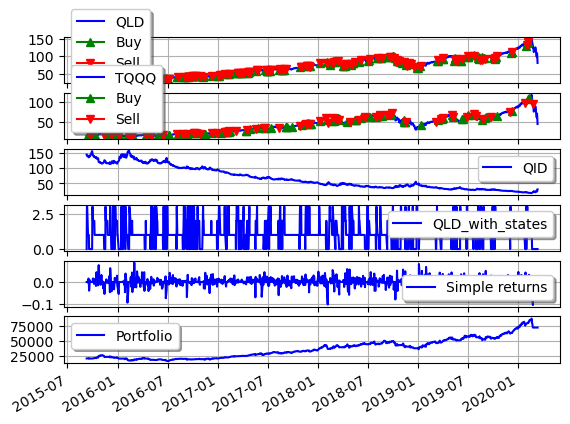 QLD
Buy
Sell
150
100
50
TQQQ
Buy
Sell
100
50
150
100
50
QID
2.5
0.0
QLD_with_states
0.0
−0.1
Simple returns
75000
50000
25000
Portfolio
2015-07 2016-01 2016-07 2017-01 2017-07 2018-01 2018-07 2019-01 2019-07 2020-01